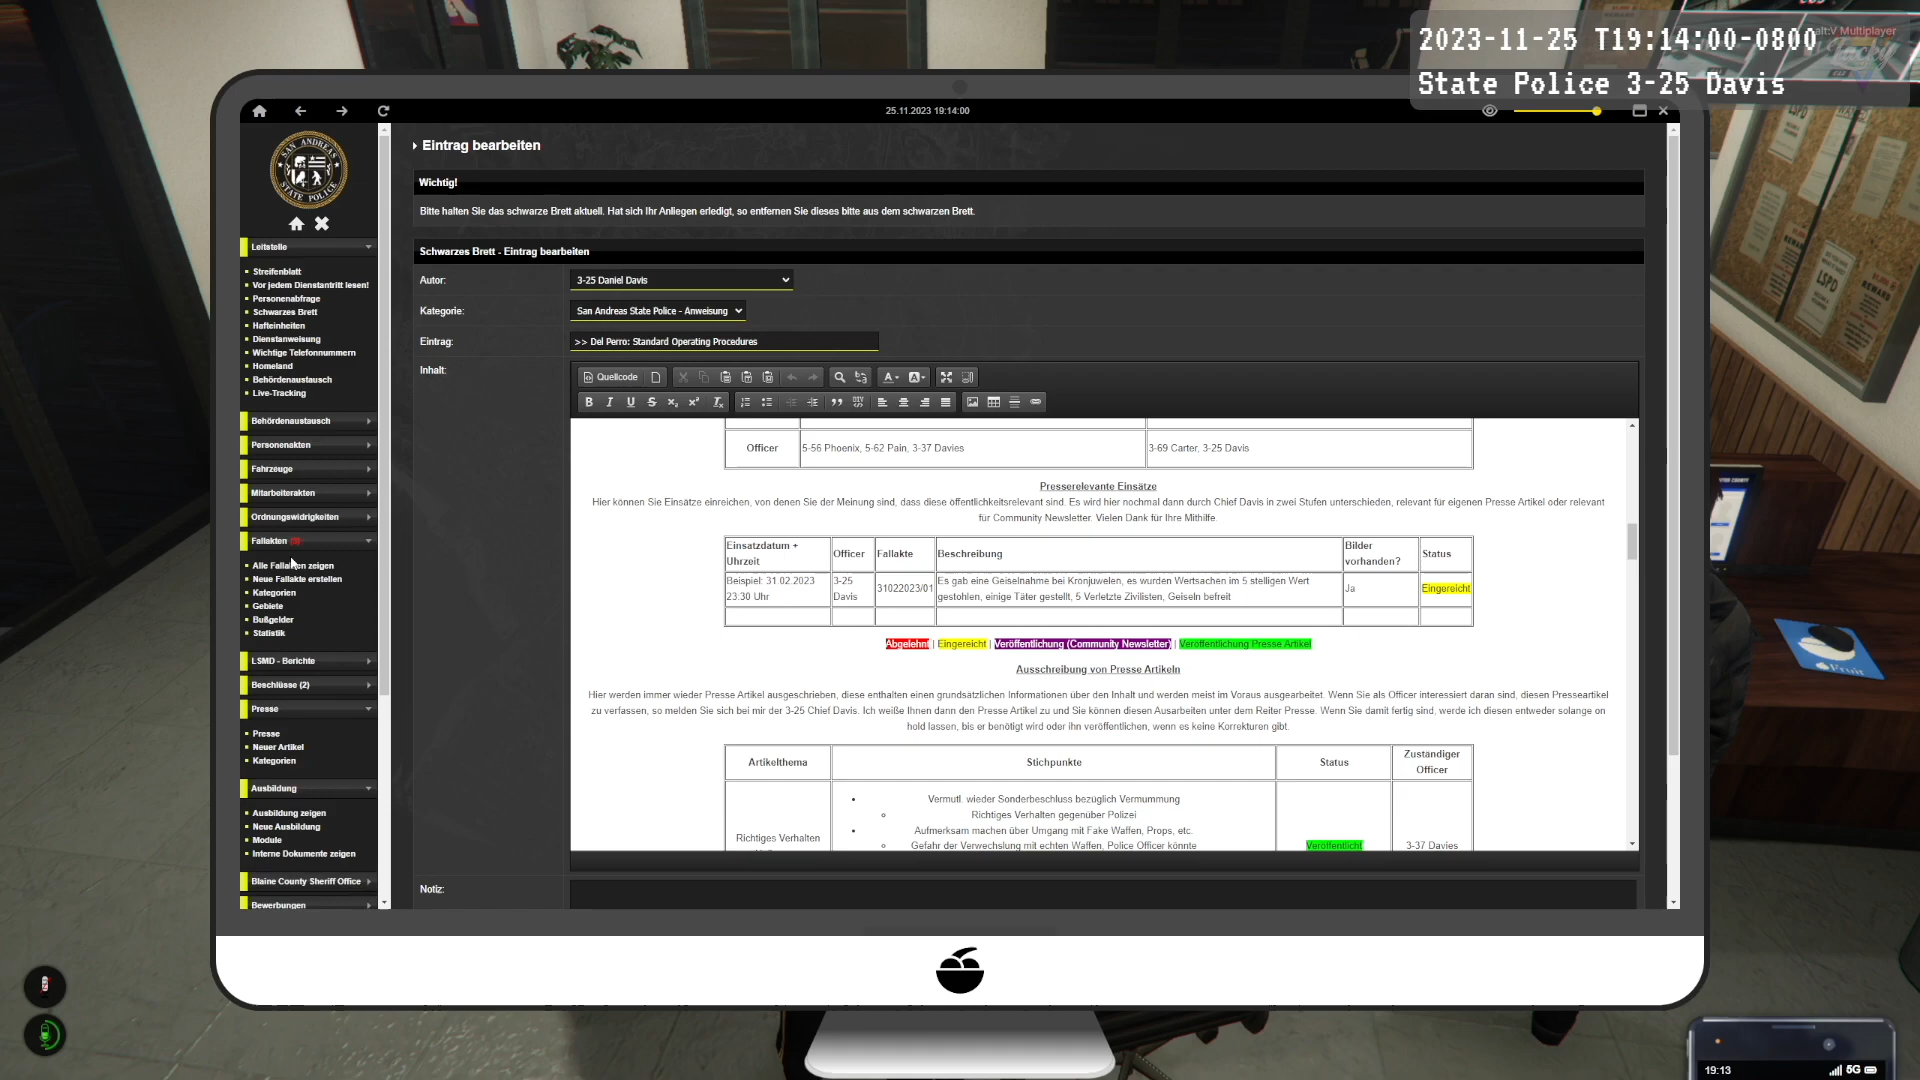 2023-11-25 T19:14:00-0800
State Police 3-25 Davis
alt:V Multiplayer
25.11.2023 19:14:00
SAN ANDREAS
STATE POLICE
Leitstelle
Streifenblatt
Vor jedem Dienstantritt lesen!
Personenabfrage
Schwarzes Brett
Hafteinheiten
Dienstanweisung
Wichtige Telefonnummern
Homeland
Behördenaustausch
Live-Tracking
Behördenaustausch
Personenakten
Fahrzeuge
Mitarbeiterakten
Ordnungswidrigkeiten
Fallakten
Alle Fallakten zeigen
Neue Fallakte erstellen
Kategorien
Gebiete
Bußgelder
Statistik
LSMD - Berichte
Beschlüsse (2)
Presse
Presse
Neuer Artikel
Kategorien
Ausbildung
Ausbildung zeigen
Neue Ausbildung
Module
Interne Dokumente zeigen
Blaine County Sheriff Office
Bewerbungen
Eintrag bearbeiten
Wichtig!
Bitte halten Sie das schwarze Brett aktuell. Hat sich Ihr Anliegen erledigt, so entfernen Sie dieses bitte aus dem schwarzen Brett.
Schwarzes Brett - Eintrag bearbeiten
Autor: 3-25 Daniel Davis
Kategorie: San Andreas State Police - Anweisung
Eintrag: >> Del Perro: Standard Operating Procedures
Inhalt:
Quellcode
Officer 5-56 Phoenix, 5-62 Pain, 3-37 Davies 3-69 Carter, 3-25 Davis
Presserelevante Einsätze
Hier können Sie Einsätze einreichen, von denen Sie der Meinung sind, dass diese öffentlichkeitsrelevant sind. Es wird hier nochmal dann durch Chief Davis in zwei Stufen unterschieden, relevant für eigenen Presse Artikel oder relevant
für Community Newsletter. Vielen Dank für Ihre Mithilfe.
Einsatzdatum + Uhrzeit Officer Fallakte Beschreibung Bilder vorhanden? Status
Beispiel: 31.02.2023 23:30 Uhr 3-25 Davis 31022023/01 Es gab eine Geiselnahme bei Kronjuwelen, es wurden Wertsachen im 5 stelligen Wert gestohlen, einige Täter gestellt, 5 Verletzte Zivilisten, Geiseln befreit Ja Eingereicht
Abgelehnt | Eingereicht | Veröffentlichung (Community Newsletter) | Veröffentlichung Presse Artikel
Ausschreibung von Presse Artikeln
Hier werden immer wieder Presse Artikel ausgeschrieben, diese enthalten einen grundsätzlichen Informationen über den Inhalt und werden meist im Voraus ausgearbeitet. Wenn Sie als Officer interessiert daran sind, diesen Presseartikel
zu verfassen, so melden Sie sich bei mir der 3-25 Chief Davis. Ich weiße Ihnen dann den Presse Artikel zu und Sie können diesen Ausarbeiten unter dem Reiter Presse. Wenn Sie damit fertig sind, werde ich diesen entweder solange on
hold lassen, bis er benötigt wird oder ihn veröffentlichen, wenn es keine Korrekturen gibt.
Artikelthema Stichpunkte Status Zuständiger Officer
Vermutl. wieder Sonderbeschluss bezüglich Vermummung
Richtiges Verhalten gegenüber Polizei
Aufmerksam machen über Umgang mit Fake Waffen, Props, etc.
Richtiges Verhalten
Gefahr der Verwechslung mit echten Waffen, Police Officer könnte
Veröffentlicht 3-37 Davies
Notiz:
LSPD
REWARD
LSPD
Fruit
19:13
5G